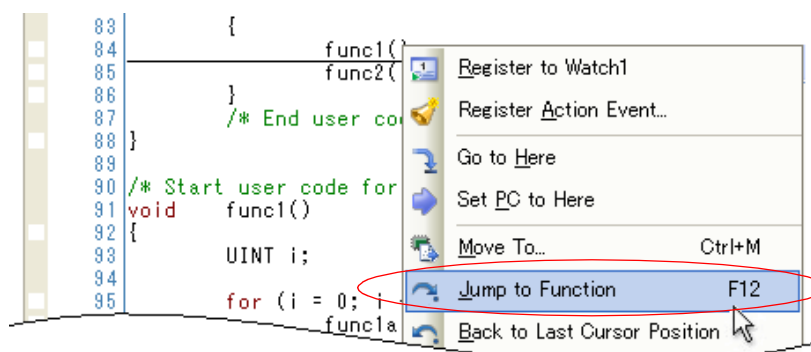 83 {
84 func1()
85 func2(
86 }
87 /* End user co
88 }
89
90 /* Start user code for
91 void func1()
92 {
93 UINT i;
94
95 for (i = 0; i
func1a
Register to Watch1
Register Action Event...
Go to Here
Set PC to Here
Move To... Ctrl+M
Jump to Function F12
Back to Last Cursor Position